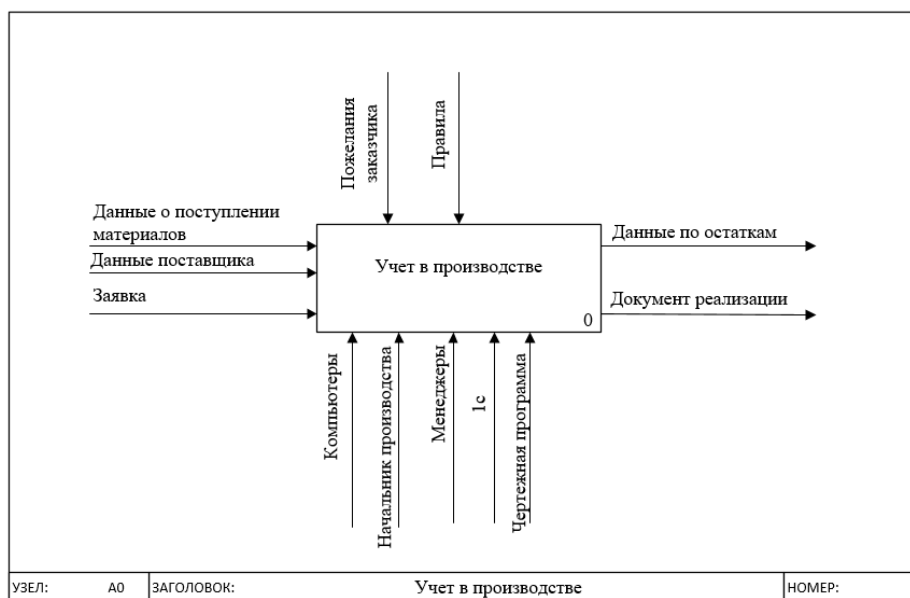 Пожелания
заказчика
Правила
Данные о поступлении
материалов
Данные поставщика
Заявка
Учет в производстве
0
Данные по остаткам
Документ реализации
Компьютеры
Начальник производства
Менеджеры
1с
Чертежная программа
УЗЕЛ: А0 ЗАГОЛОВОК: Учет в производстве НОМЕР: